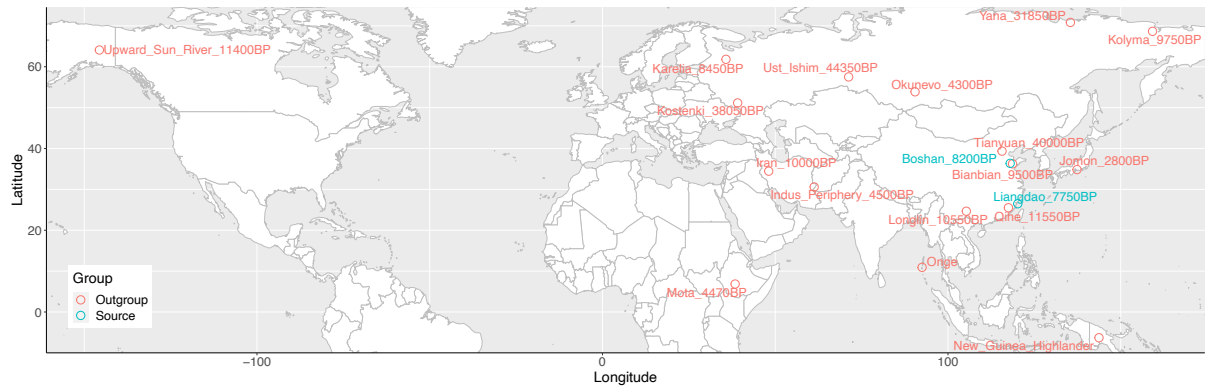 Yana_31850BP
Kolyma_9750BP
Upward_Sun_River_11400BP
Karelia_8450BP
Ust_Ishim_44350BP
Okunevo_4300BP
Kostenki_38050BP
Tianyuan_40000BP
Boshan_8200BP
Jomon_2800BP
Iran_10000BP
Bianbian_9500BP
Indus_Periphery_4500BP
Liangdao_7750BP
Longlin_10550BP
Qihe_11550BP
Onge
Mota_4470BP
New_Guinea_Highlander
Latitude
60
40
20
0
Group
Outgroup
Source
−100
0
100
Longitude